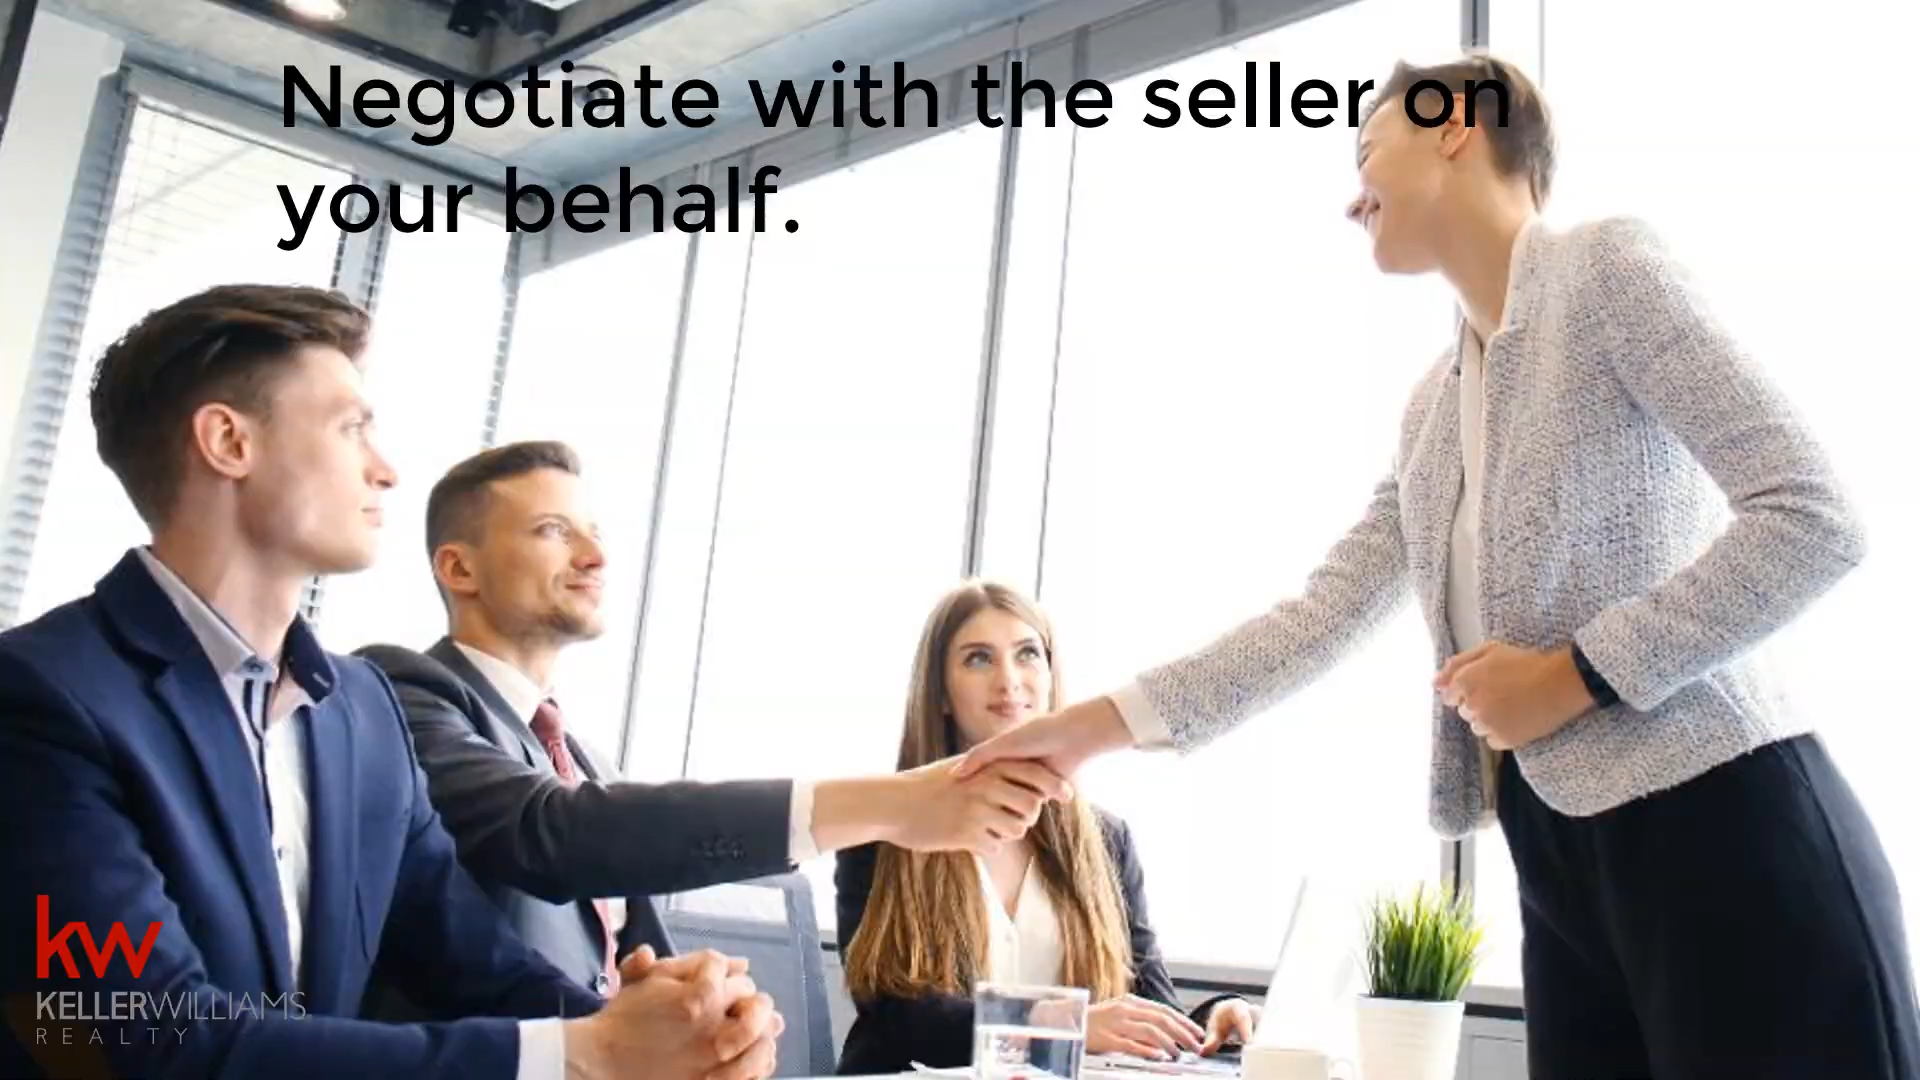 Negotiate with the seller on
your behalf.
kw
KELLERWILLIAMS.
REALTY